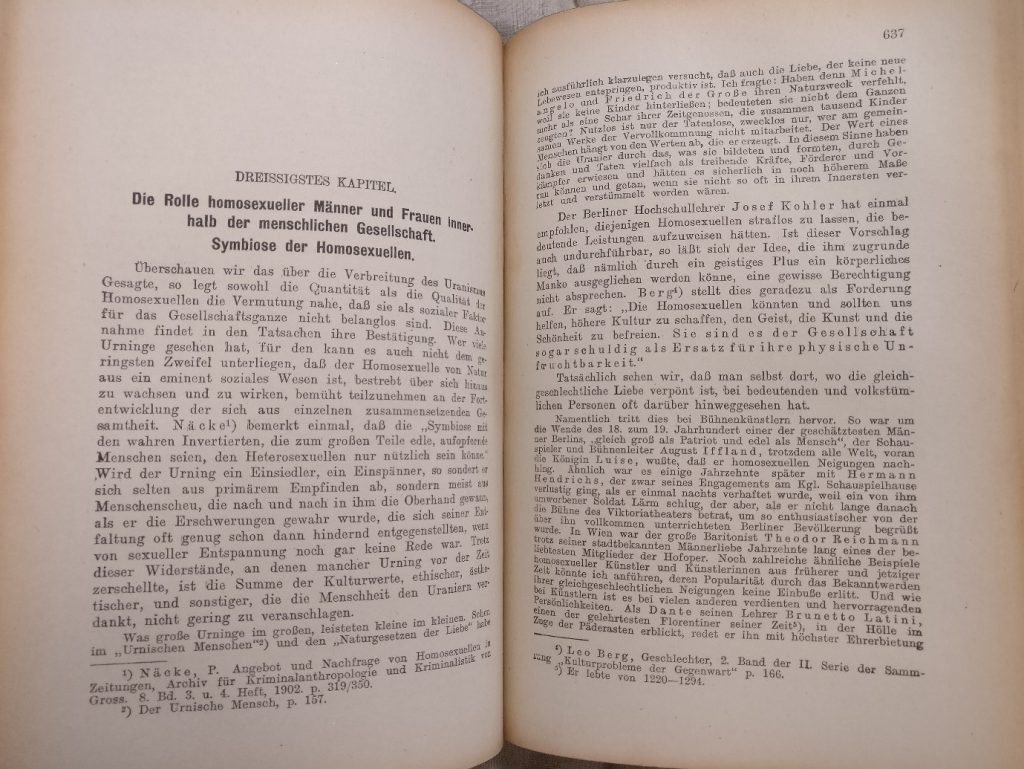 DREISSIGSTES KAPITEL.
Die Rolle homosexueller Männer und Frauen inner-
halb der menschlichen Gesellschaft.
Symbiose der Homosexuellen.
Überschauen wir das über die Verbreitung des Uranismus
Gesagte, so legt sowohl die Quantität als die Qualität der
Homosexuellen die Vermutung nahe, daß sie als sozialer Faktor
für das Gesellschaftsganze nicht belanglos sind. Diese An-
nahme findet in den Tatsachen ihre Bestätigung. Wer viele
Urninge gesehen hat, für den kann es auch nicht dem ge-
ringsten Zweifel unterliegen, daß der Homosexuelle von Natur
aus ein eminent soziales Wesen ist, bestrebt über sich hinaus
zu wachsen und zu wirken, bemüht teilzunehmen an der Fort-
entwicklung der sich aus einzelnen zusammensetzenden Ge-
samtheit. Näcke¹) bemerkt einmal, daß die „Symbiose mit
den wahren Invertierten, die zum großen Teile edle, aufopfernde
Menschen seien, den Heterosexuellen nur nützlich sein könne."
Wird der Urning ein Einsiedler, ein Einspänner, so sondert er
sich selten aus primärem Empfinden ab, sondern meist aus
Menschenscheu, die nach und nach in ihm die Oberhand gewann,
als er die Erschwerungen gewahr wurde, die sich seiner Ent-
faltung oft genug schon dann hindernd entgegenstellten, wenn
von sexueller Entspannung noch gar keine Rede war. Trotz
dieser Widerstände, an denen mancher Urning vor der Zeit
zerschellte, ist die Summe der Kulturwerte, ethischer, ästhe-
tischer, und sonstiger, die die Menschheit den Uraniern ver-
dankt, nicht gering zu veranschlagen.
Was große Urninge im großen, leisteten kleine im kleinen. Schon
im „Urnischen Menschen"²) und den „Naturgesetzen der Liebe" habe
¹) Näcke, P. Angebot und Nachfrage von Homosexuellen in
Zeitungen, Archiv für Kriminalanthropologie und Kriminalistik von
Gross. 8. Bd. 3. u. 4. Heft, 1902. p. 319/350.
²) Der Urnische Mensch, p. 157.
637
ich ausführlich klarzulegen versucht, daß auch die Liebe, der keine neue
Lebewesen entspringen, produktiv ist. Ich fragte: Haben denn Michel-
angelo und Friedrich der Große ihren Naturzweck verfehlt,
weil sie keine Kinder hinterließen; bedeuteten sie nicht dem Ganzen
mehr als eine Schar ihrer Zeitgenossen, die zusammen tausend Kinder
zeugten? Nutzlos ist nur der Tatenlose, zwecklos nur, wer am gemein-
samen Werke der Vervollkommnung nicht mitarbeitet. Der Wert eines
Menschen hängt von den Werten ab, die er erzeugt. In diesem Sinne haben
sich die Uranier durch das, was sie bildeten und formten, durch Ge-
danken und Taten vielfach als treibende Kräfte, Förderer und Vor-
kämpfer erwiesen und hätten es sicherlich in noch höherem Maße
tun können und getan, wenn sie nicht so oft in ihrem Innersten ver-
letzt und verstümmelt worden wären.
Der Berliner Hochschullehrer Josef Kohler hat einmal
empfohlen, diejenigen Homosexuellen straflos zu lassen, die be-
deutende Leistungen aufzuweisen hätten. Ist dieser Vorschlag
auch undurchführbar, so läßt sich der Idee, die ihm zugrunde
liegt, daß nämlich durch ein geistiges Plus ein körperliches
Manko ausgeglichen werden könne, eine gewisse Berechtigung
nicht absprechen. Berg⁴) stellt dies geradezu als Forderung
auf. Er sagt: „Die Homosexuellen könnten und sollten uns
helfen, höhere Kultur zu schaffen, den Geist, die Kunst und die
Schönheit zu befreien. Sie sind es der Gesellschaft
sogar schuldig als Ersatz für ihre physische Un-
fruchtbarkeit."
Tatsächlich sehen wir, daß man selbst dort, wo die gleich-
geschlechtliche Liebe verpönt ist, bei bedeutenden und volkstüm-
lichen Personen oft darüber hinweggesehen hat.
Namentlich tritt dies bei Bühnenkünstlern hervor. So war um
die Wende des 18. zum 19. Jahrhundert einer der geschätztesten Män-
ner Berlins, „gleich groß als Patriot und edel als Mensch", der Schau-
spieler und Bühnenleiter August Iffland, trotzdem alle Welt, voran
die Königin Luise, wußte, daß er homosexuellen Neigungen nach-
hing. Ähnlich war es einige Jahrzehnte später mit Hermann
Hendrichs, der zwar seines Engagements am Kgl. Schauspielhause
verlustig ging, als er einmal nachts verhaftet wurde, weil ein von ihm
umworbener Soldat Lärm schlug, der aber, als er nicht lange danach
die Bühne des Viktoriatheaters betrat, um so enthusiastischer von der
über ihn vollkommen unterrichteten Berliner Bevölkerung begrüßt
wurde. In Wien war der große Baritonist Theodor Reichmann
trotz seiner stadtbekannten Männerliebe Jahrzehnte lang eines der be-
liebtesten Mitglieder der Hofoper. Noch zahlreiche ähnliche Beispiele
homosexueller Künstler und Künstlerinnen aus früherer und jetziger
Zeit könnte ich anführen, deren Popularität durch das Bekanntwerden
ihrer gleichgeschlechtlichen Neigungen keine Einbuße erlitt. Und wie
bei Künstlern ist es bei vielen anderen verdienten und hervorragenden
Persönlichkeiten. Als Dante seinen Lehrer Brunetto Latini,
einen der gelehrtesten Florentiner seiner Zeit⁵), in der Hölle im
Zuge der Päderasten erblickt, redet er ihn mit höchster Ehrerbietung
⁴) Leo Berg, Geschlechter, 2. Band der II. Serie der Samm-
rung „Kulturprobleme der Gegenwart" p. 166.
⁵) Er lebte von 1220—1294.